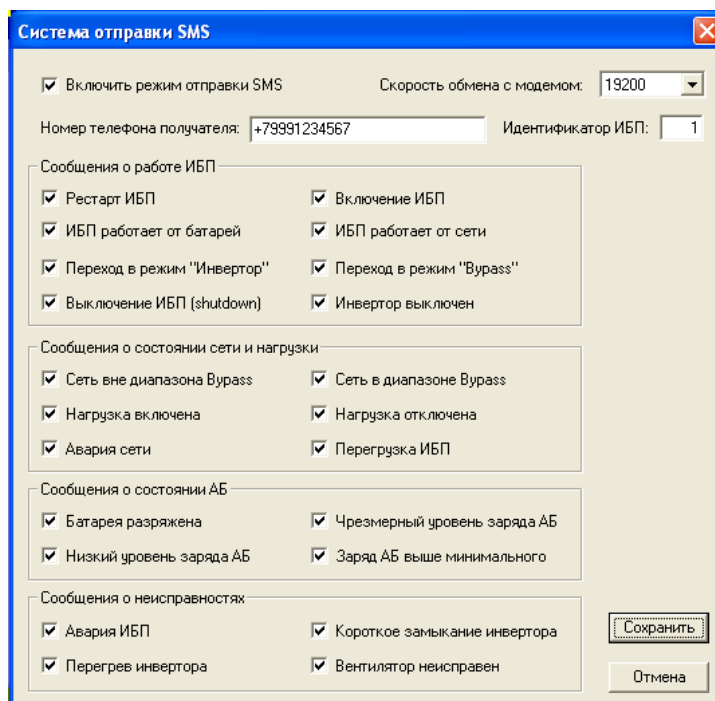 Система отправки SMS
Включить режим отправки SMS Скорость обмена с модемом: 19200
Номер телефона получателя: +79991234567 Идентификатор ИБП: 1
Сообщения о работе ИБП
Рестарт ИБП Включение ИБП
ИБП работает от батарей ИБП работает от сети
Переход в режим "Инвертор" Переход в режим "Bypass"
Выключение ИБП (shutdown) Инвертор выключен
Сообщения о состоянии сети и нагрузки
Сеть вне диапазона Bypass Сеть в диапазоне Bypass
Нагрузка включена Нагрузка отключена
Авария сети Перегрузка ИБП
Сообщения о состоянии АБ
Батарея разряжена Чрезмерный уровень заряда АБ
Низкий уровень заряда АБ Заряд АБ выше минимального
Сообщения о неисправностях
Авария ИБП Короткое замыкание инвертора
Сохранить
Перегрев инвертора Вентилятор неисправен
Отмена